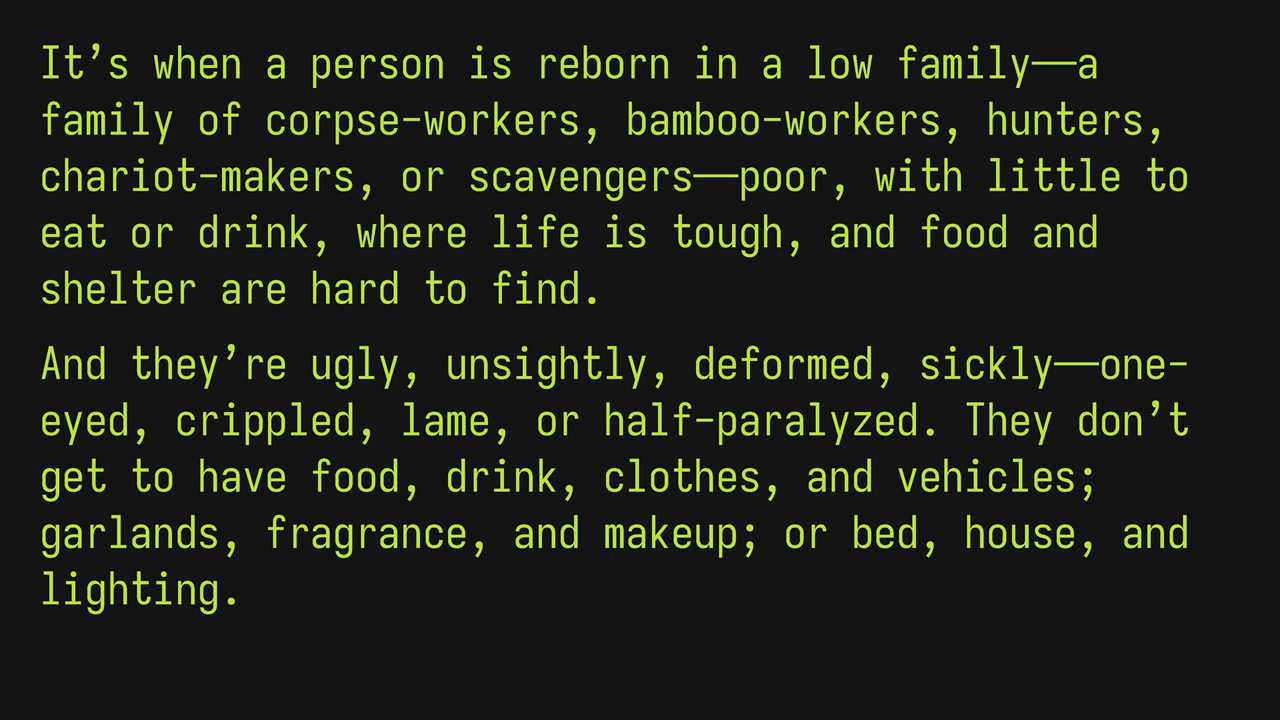 It’s when a person is reborn in a low family——a
family of corpse-workers, bamboo-workers, hunters,
chariot-makers, or scavengers——poor, with little to
eat or drink, where life is tough, and food and
shelter are hard to find.
And they’re ugly, unsightly, deformed, sickly——one-
eyed, crippled, lame, or half-paralyzed. They don’t
get to have food, drink, clothes, and vehicles;
garlands, fragrance, and makeup; or bed, house, and
lighting.